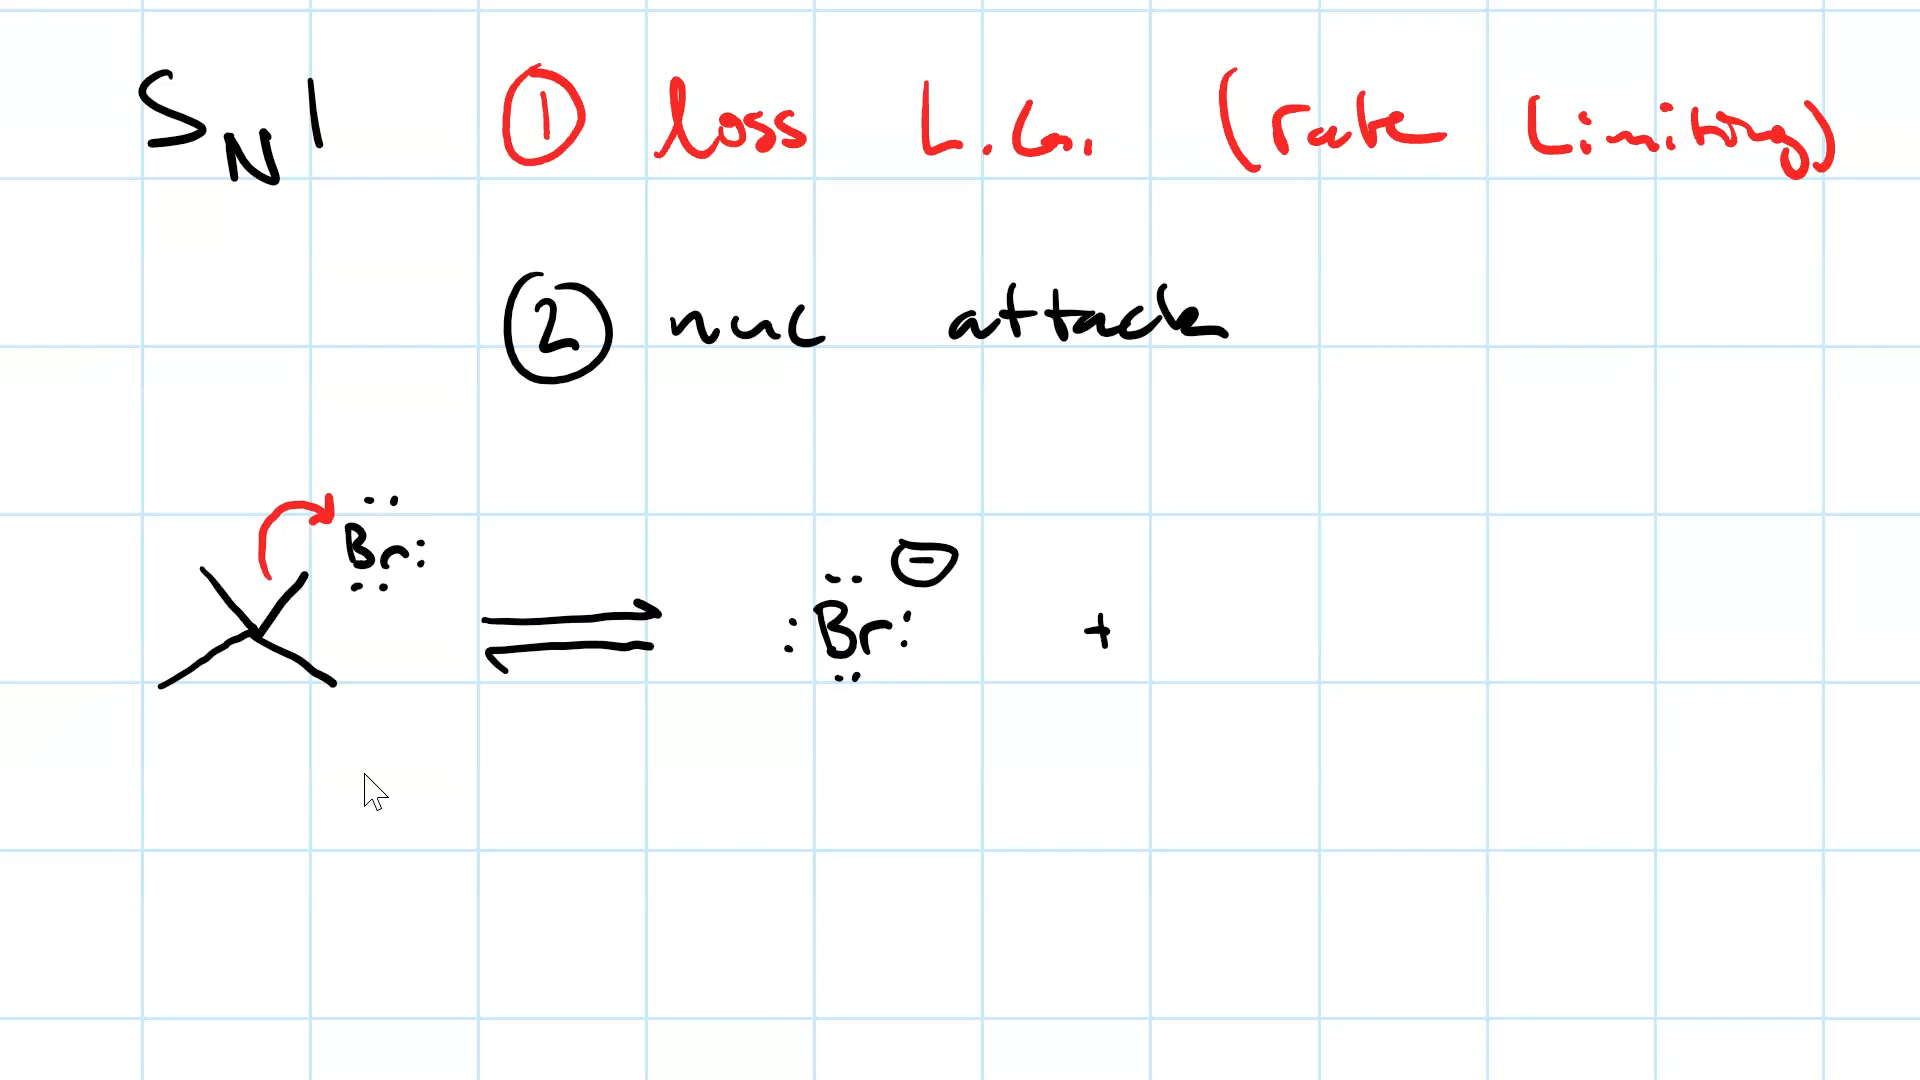 SN1 ① loss L.G. (rate Limiting)
② nuc attack
Br: ⇌ :Br: ⊖ +